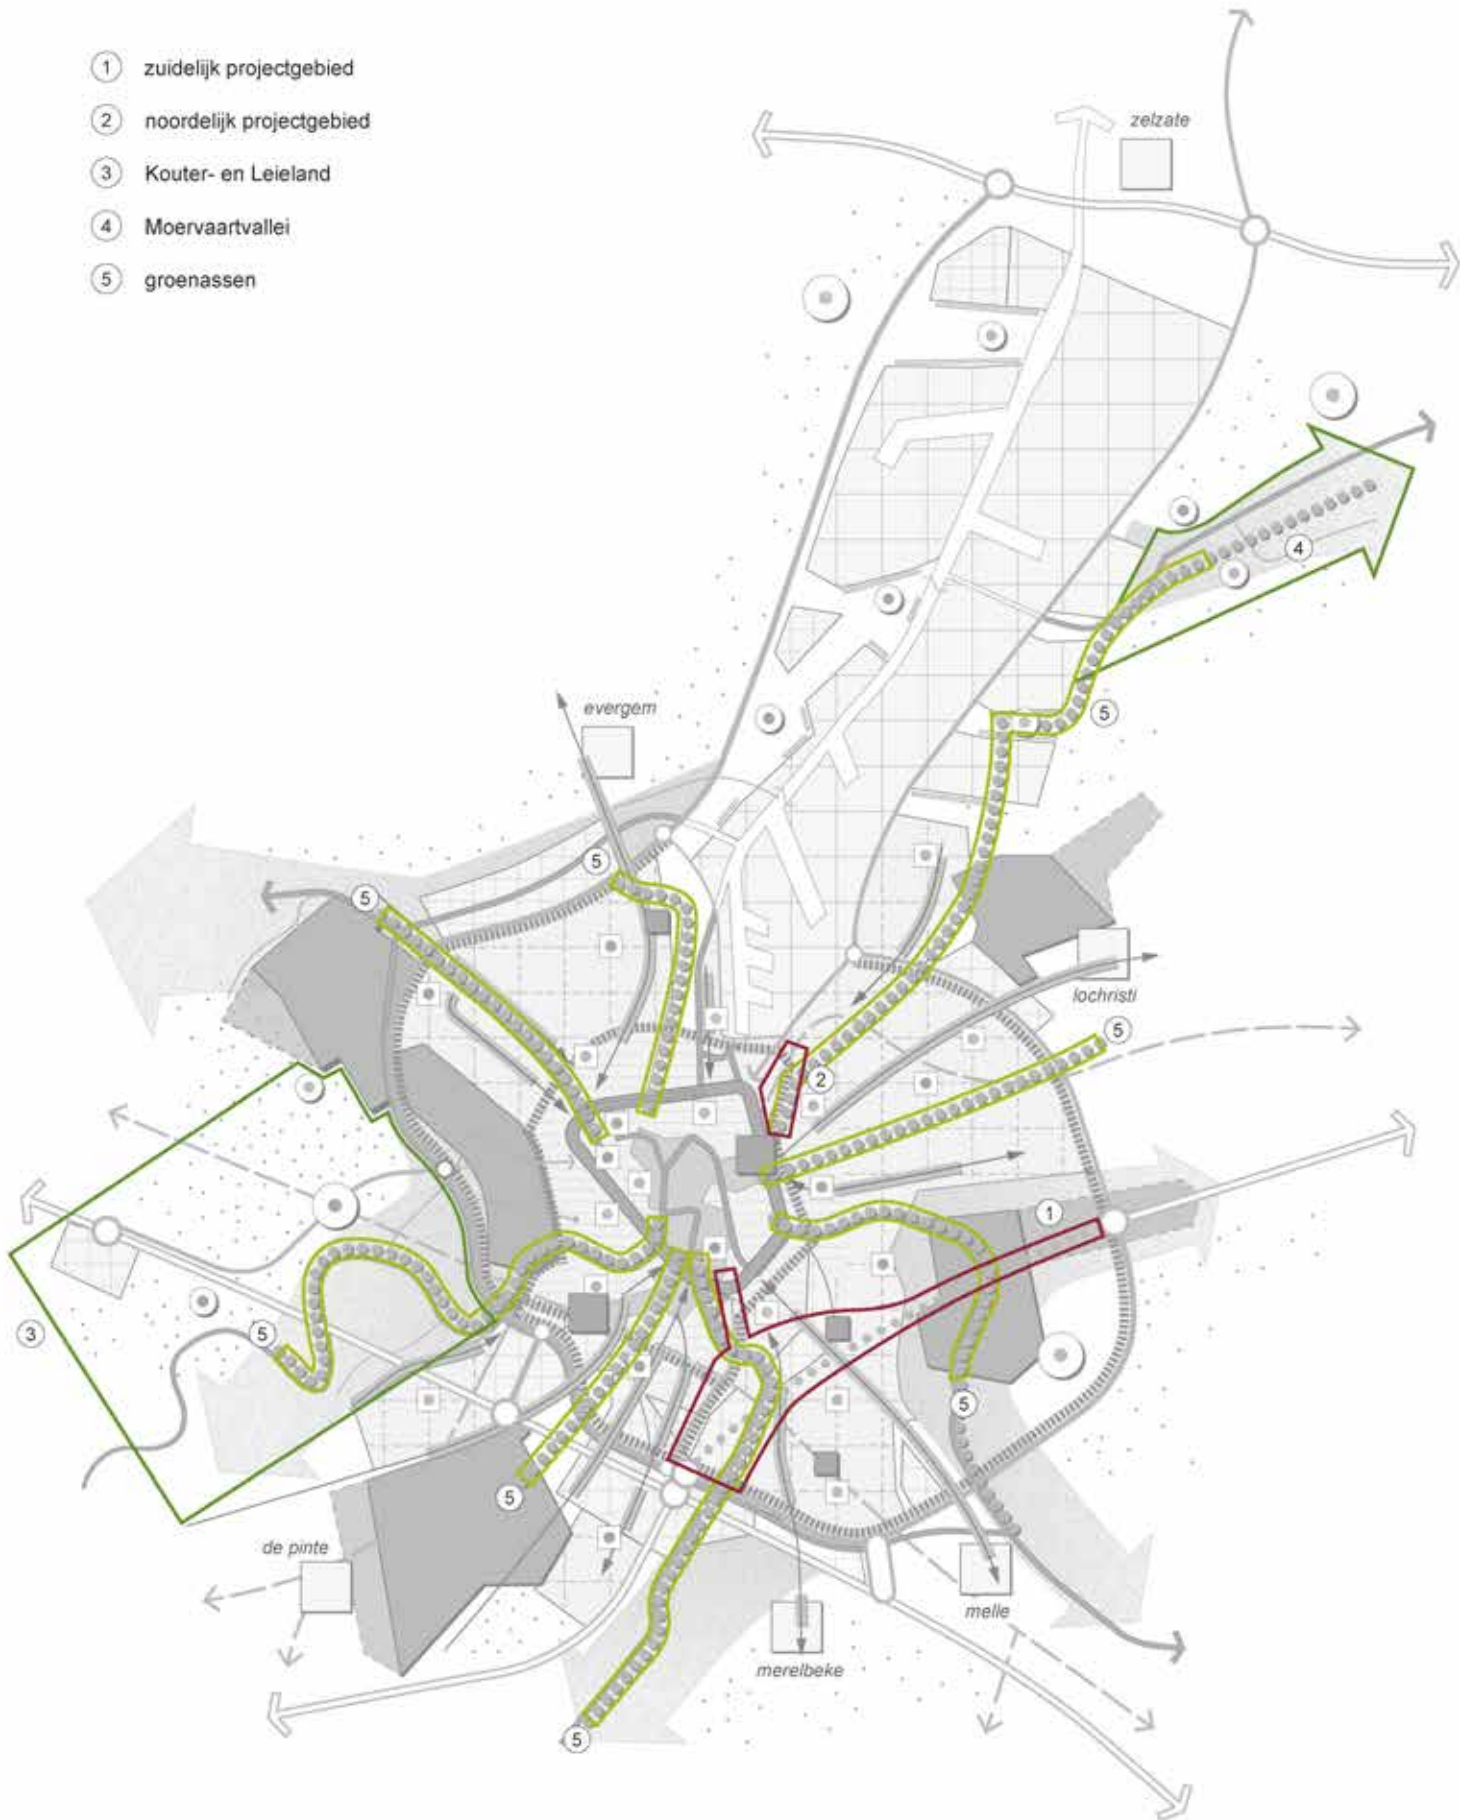 1 zuidelijk projectgebied
2 noordelijk projectgebied
3 Kouter- en Leieland
4 Moervaartvallei
5 groenassen
zelzate
4
5
evergem
5
5
lochristi
5
2
1
3
5
5
5
de pinte
melle
merelbeke
5